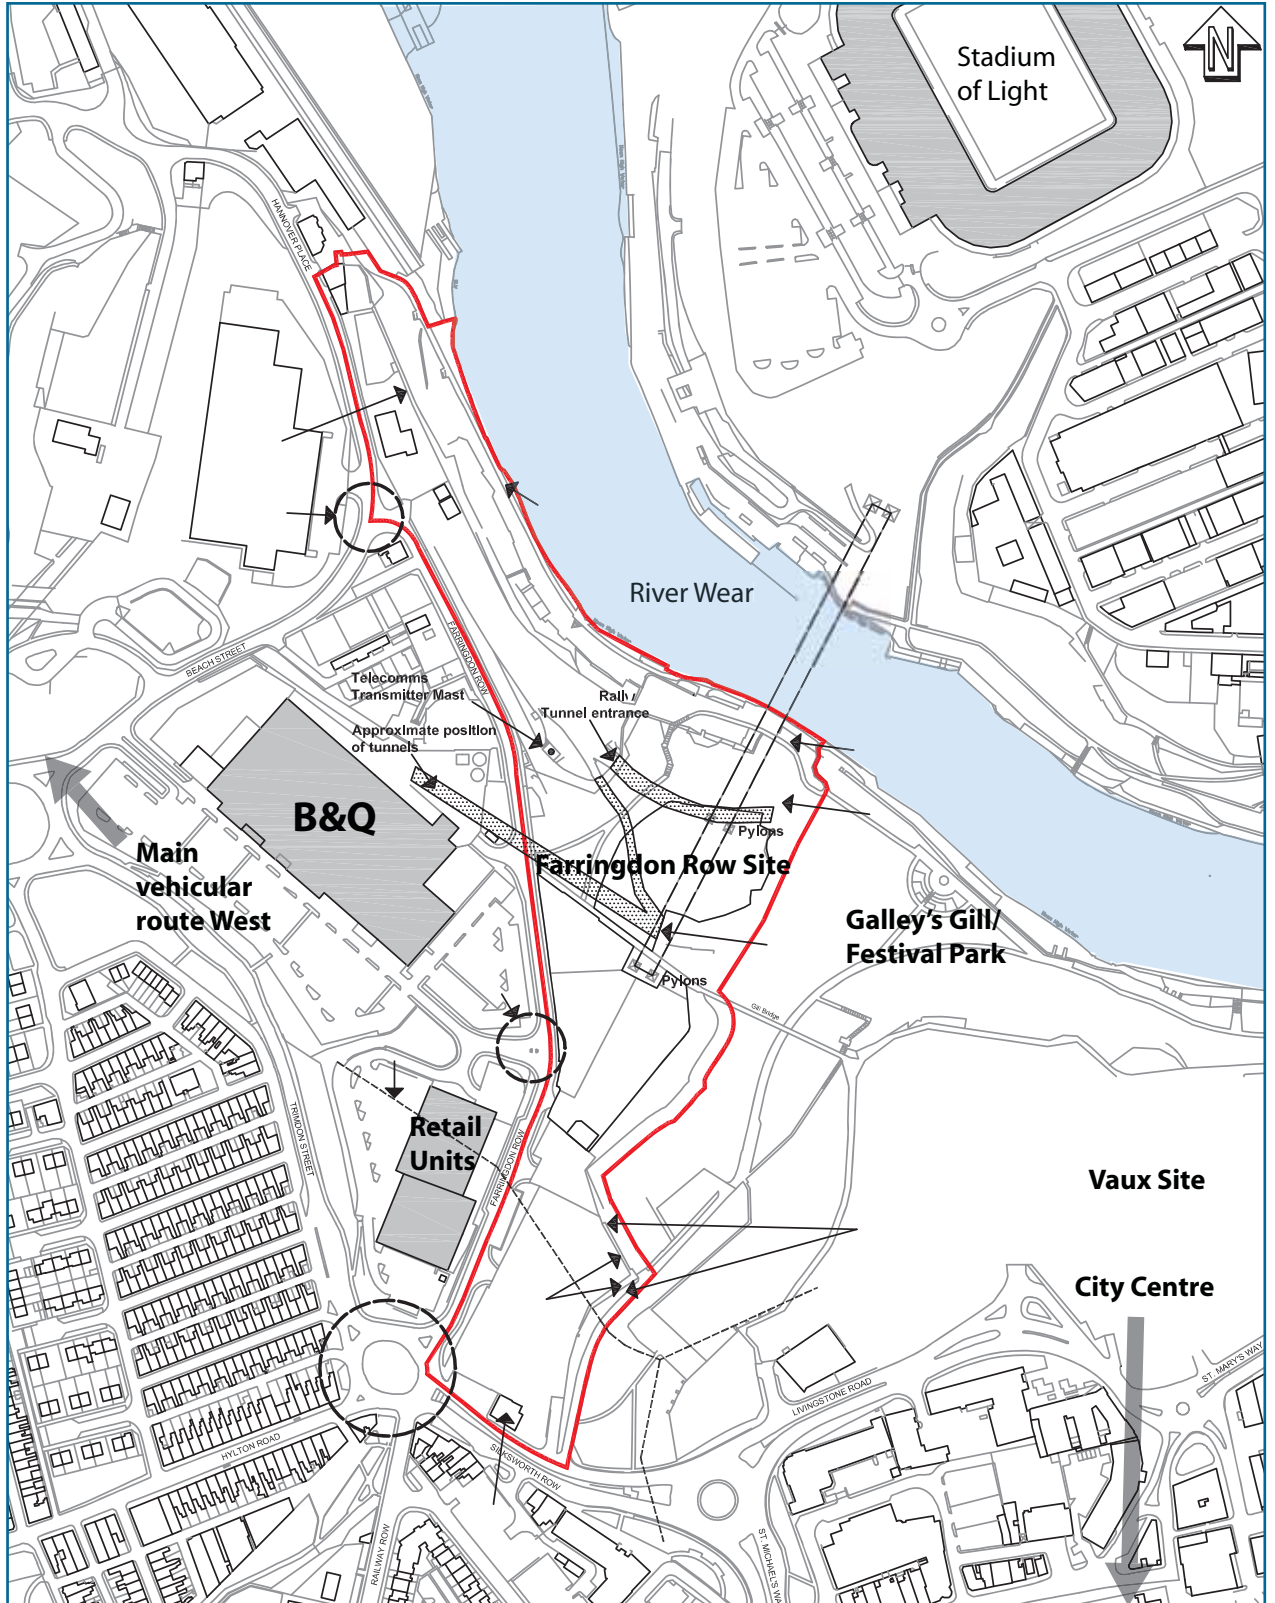 Stadium
of Light
N
HANNOVER PLACE
River Wear
BEACH STREET
FARRINGDON ROW
Telecomms
Transmitter Mast
Tunnel entrance
Approximate position
of tunnels
B&Q
Pylons
Main
vehicular
route West
Farringdon Row Site
Galley's Gill/
Festival Park
Pylons
Gill Bridge
TRIMDON STREET
Retail
Units
FARRINGDON ROW
Vaux Site
City Centre
ST. MARY'S WAY
LIVINGSTONE ROAD
HYLTON ROAD
SILKSWORTH ROW
RAILWAY ROW
ST. MICHAEL'S WA